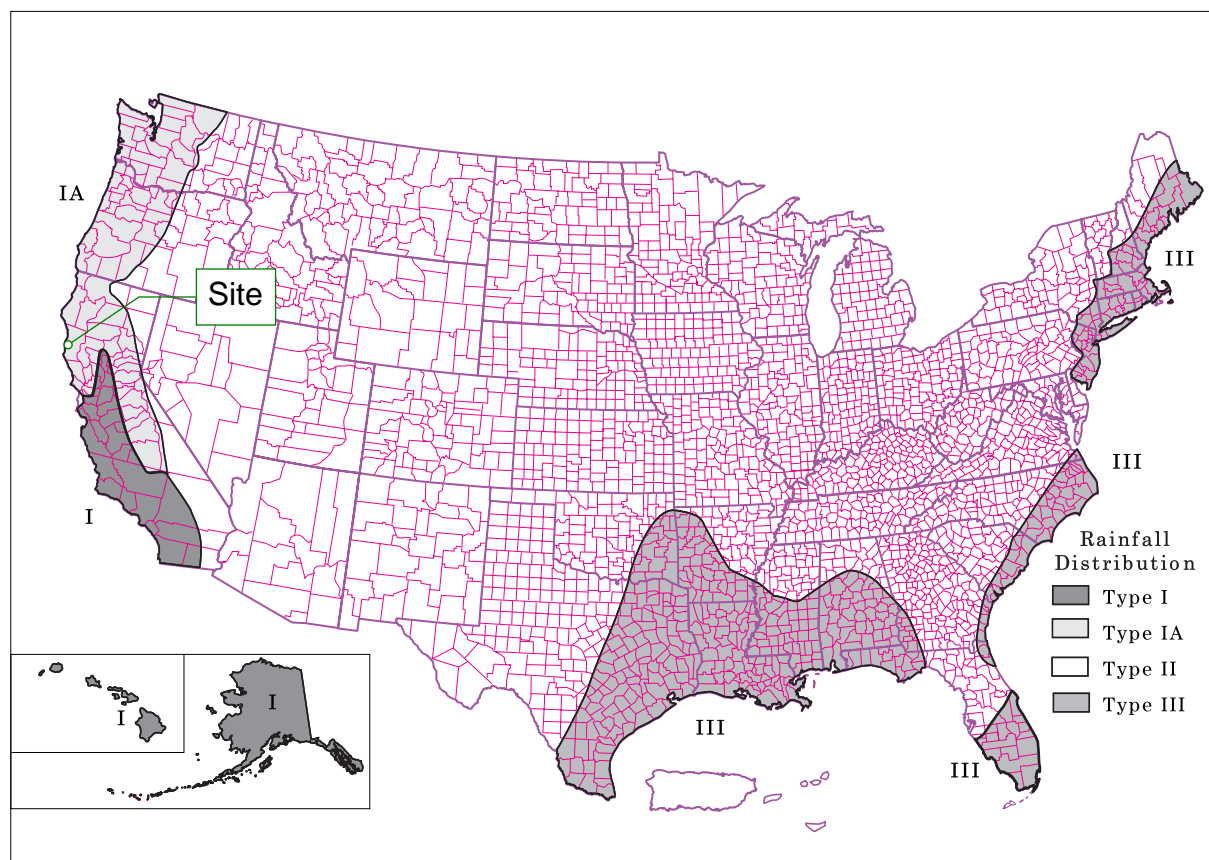 IA
Site
III
III
I
Rainfall
Distribution
Type I
Type IA
Type II
Type III
I
I
III
III